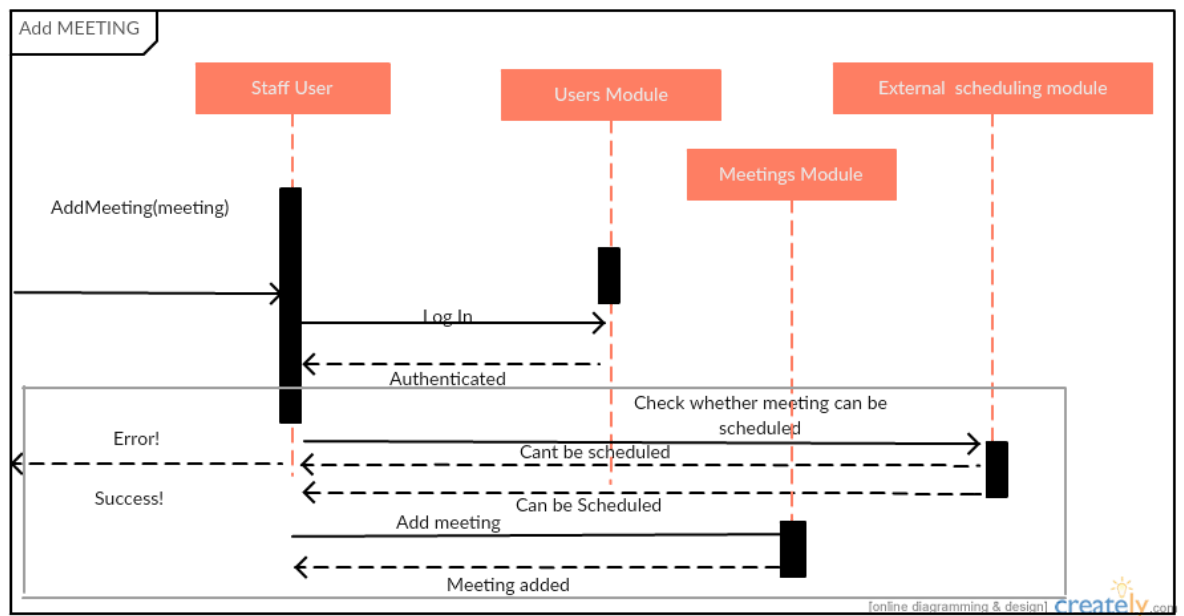 Add MEETING
Staff User
Users Module
External scheduling module
Meetings Module
AddMeeting(meeting)
Log In
Authenticated
Check whether meeting can be
scheduled
Error!
Cant be scheduled
Success!
Can be Scheduled
Add meeting
Meeting added
[online diagramming & design] creately.com